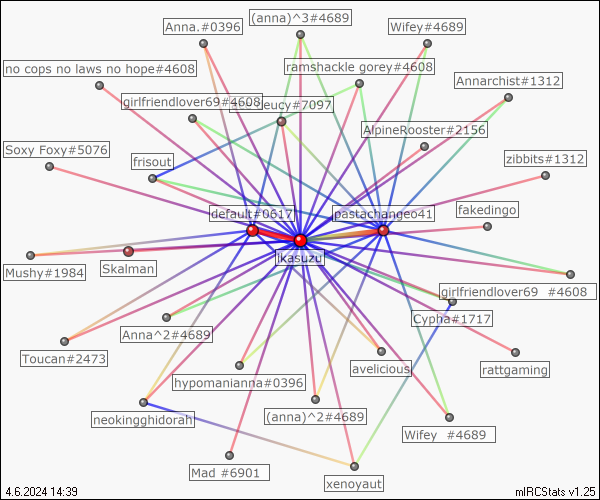 Anna.#0396
(anna)^3#4689
Wifey#4689
no cops no laws no hope#4608
ramshackle gorey#4608
Annarchist#1312
girlfriendlover69#4608
eucy#7097
AlpineRooster#2156
Soxy Foxy#5076
frisout
zibbits#1312
default#0617
pastachangeo41
fakedingo
ikasuzu
Mushy#1984
Skalman
girlfriendlover69 #4608
Anna^2#4689
Cypha#1717
Toucan#2473
avelicious
rattgaming
hypomanianna#0396
neokingghidorah
(anna)^2#4689
Wifey #4689
Mad #6901
xenoyaut
4.6.2024 14:39
mIRCStats v1.25